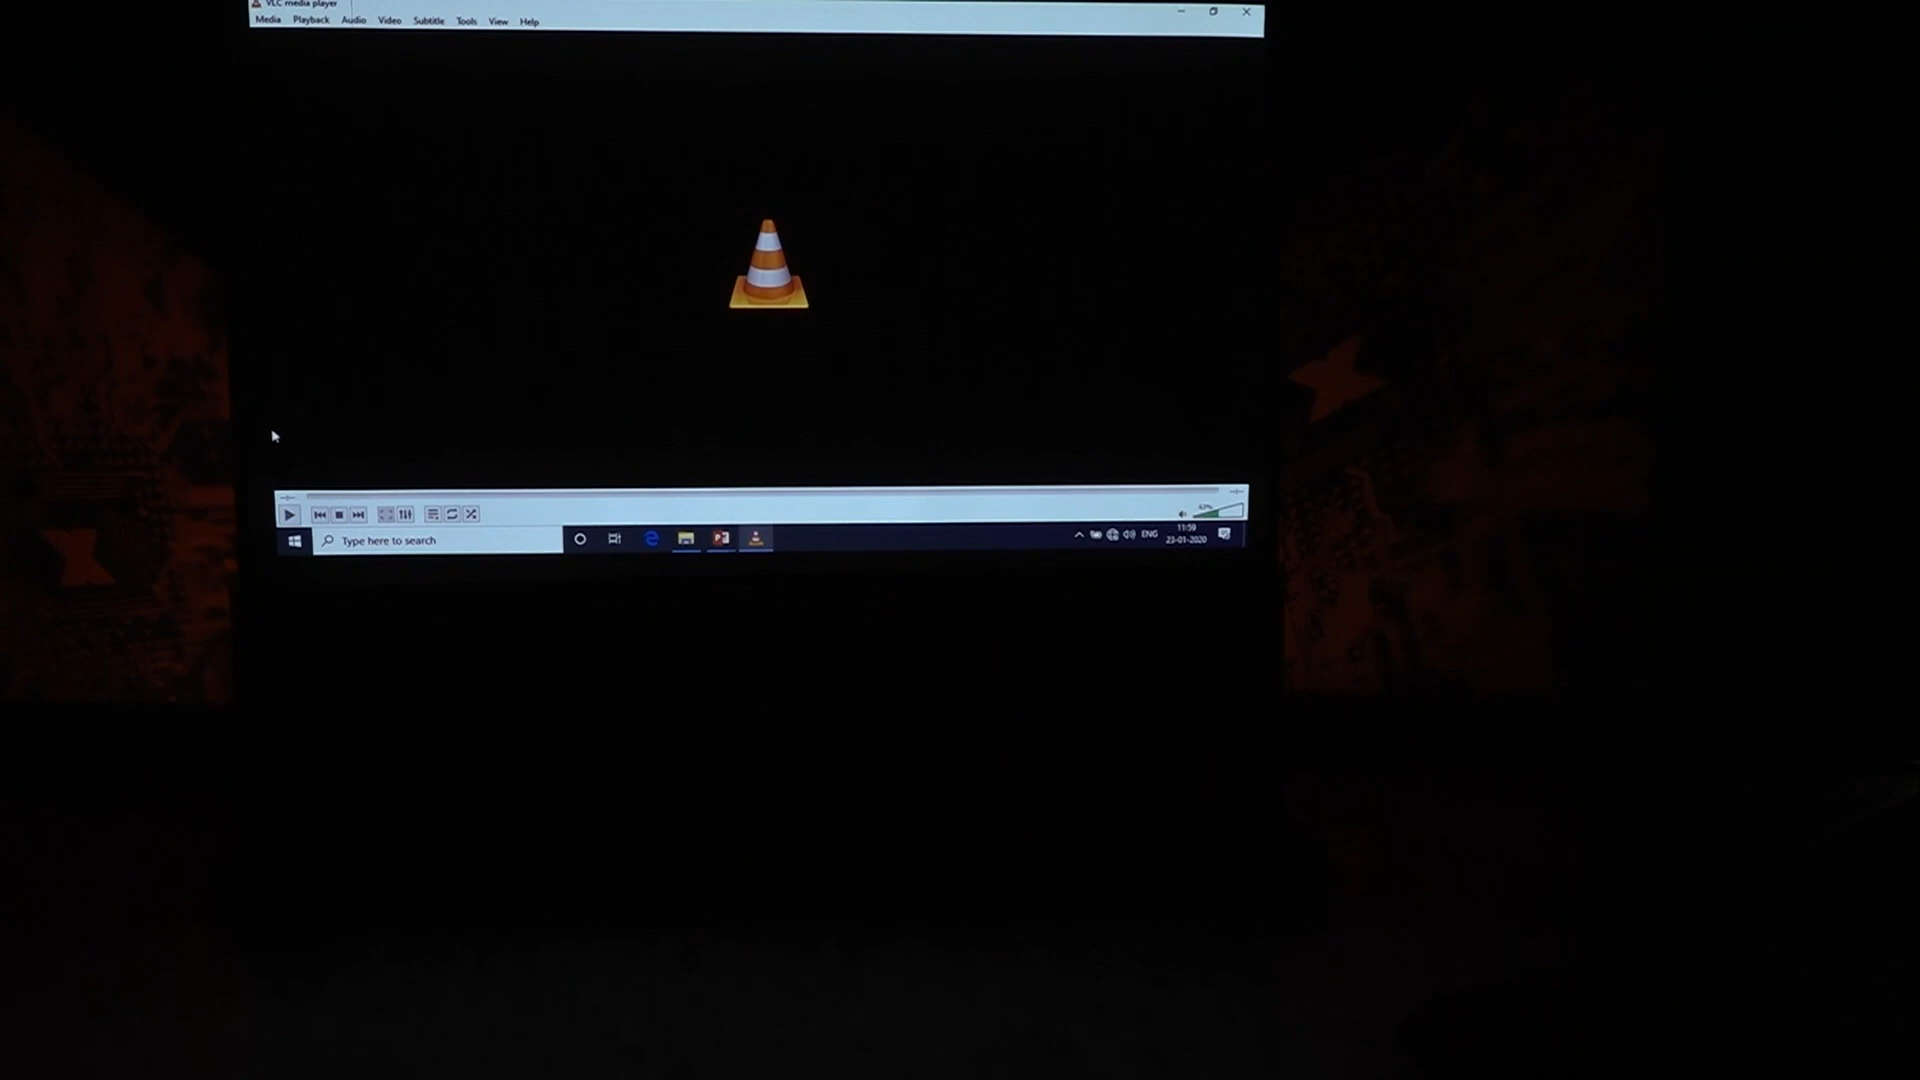 VLC media player
Media Playback Audio Video Subtitle Tools View Help
63%
Type here to search
ENG
11:59
23-01-2020